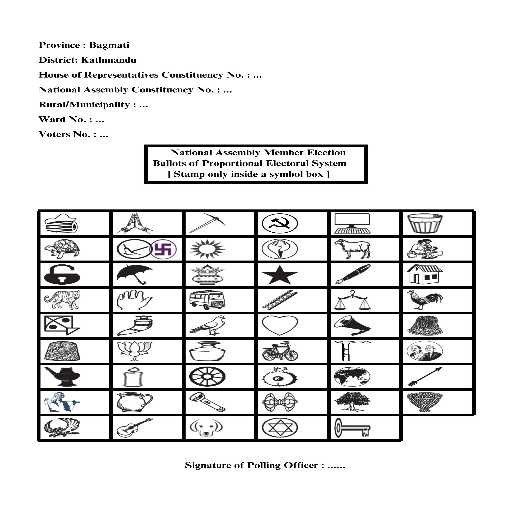 Province : Bagmati
District: Kathmandu
House of Representatives Constituency No. : ...
National Assembly Constituency No. : ...
Rural/Municipality : ...
Ward No. : ...
Voters No. : ...
National Assembly Member Election
Ballots of Proportional Electoral System
[ Stamp only inside a symbol box ]
Signature of Polling Officer : ......